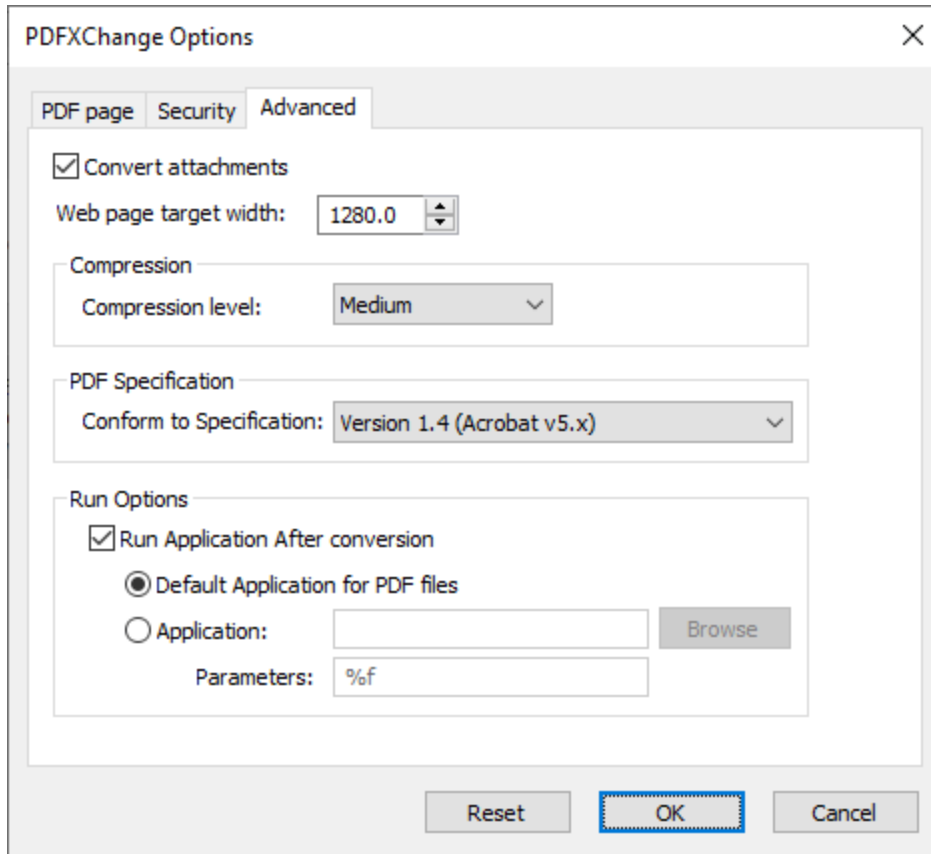 PDFXChange Options
PDF page Security Advanced
Convert attachments
Web page target width: 1280.0
Compression
Compression level: Medium
PDF Specification
Conform to Specification: Version 1.4 (Acrobat v5.x)
Run Options
Run Application After conversion
Default Application for PDF files
Application: Browse
Parameters: %f
Reset OK Cancel